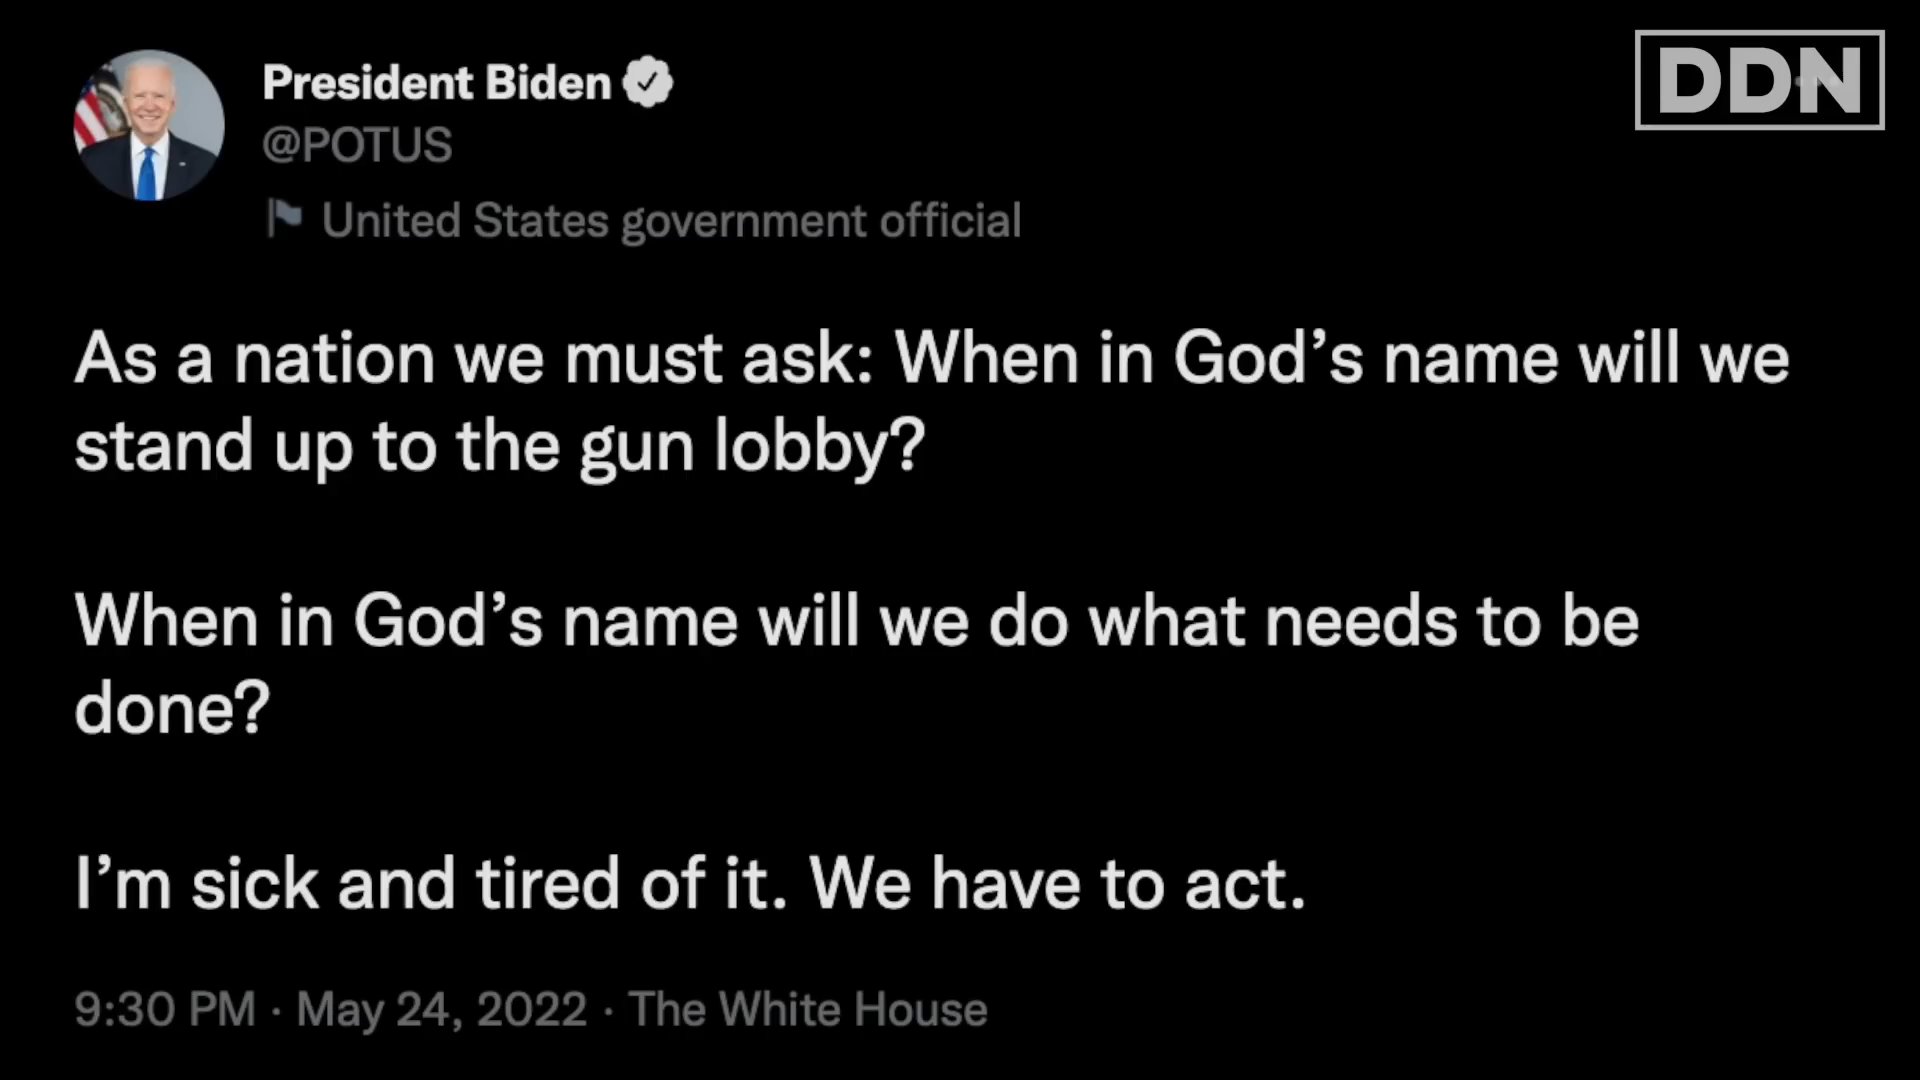 DDN
President Biden
@POTUS
United States government official
As a nation we must ask: When in God’s name will we
stand up to the gun lobby?
When in God’s name will we do what needs to be
done?
I’m sick and tired of it. We have to act.
9:30 PM · May 24, 2022 · The White House